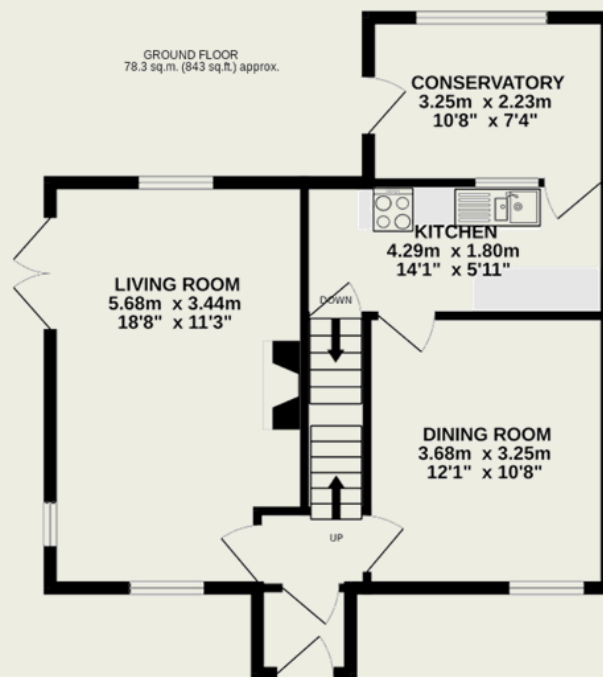 GROUND FLOOR
78.3 sq.m. (843 sq.ft.) approx.
CONSERVATORY
3.25m x 2.23m
10'8" x 7'4"
KITCHEN
4.29m x 1.80m
14'1" x 5'11"
LIVING ROOM
5.68m x 3.44m
18'8" x 11'3"
DOWN
DINING ROOM
3.68m x 3.25m
12'1" x 10'8"
UP